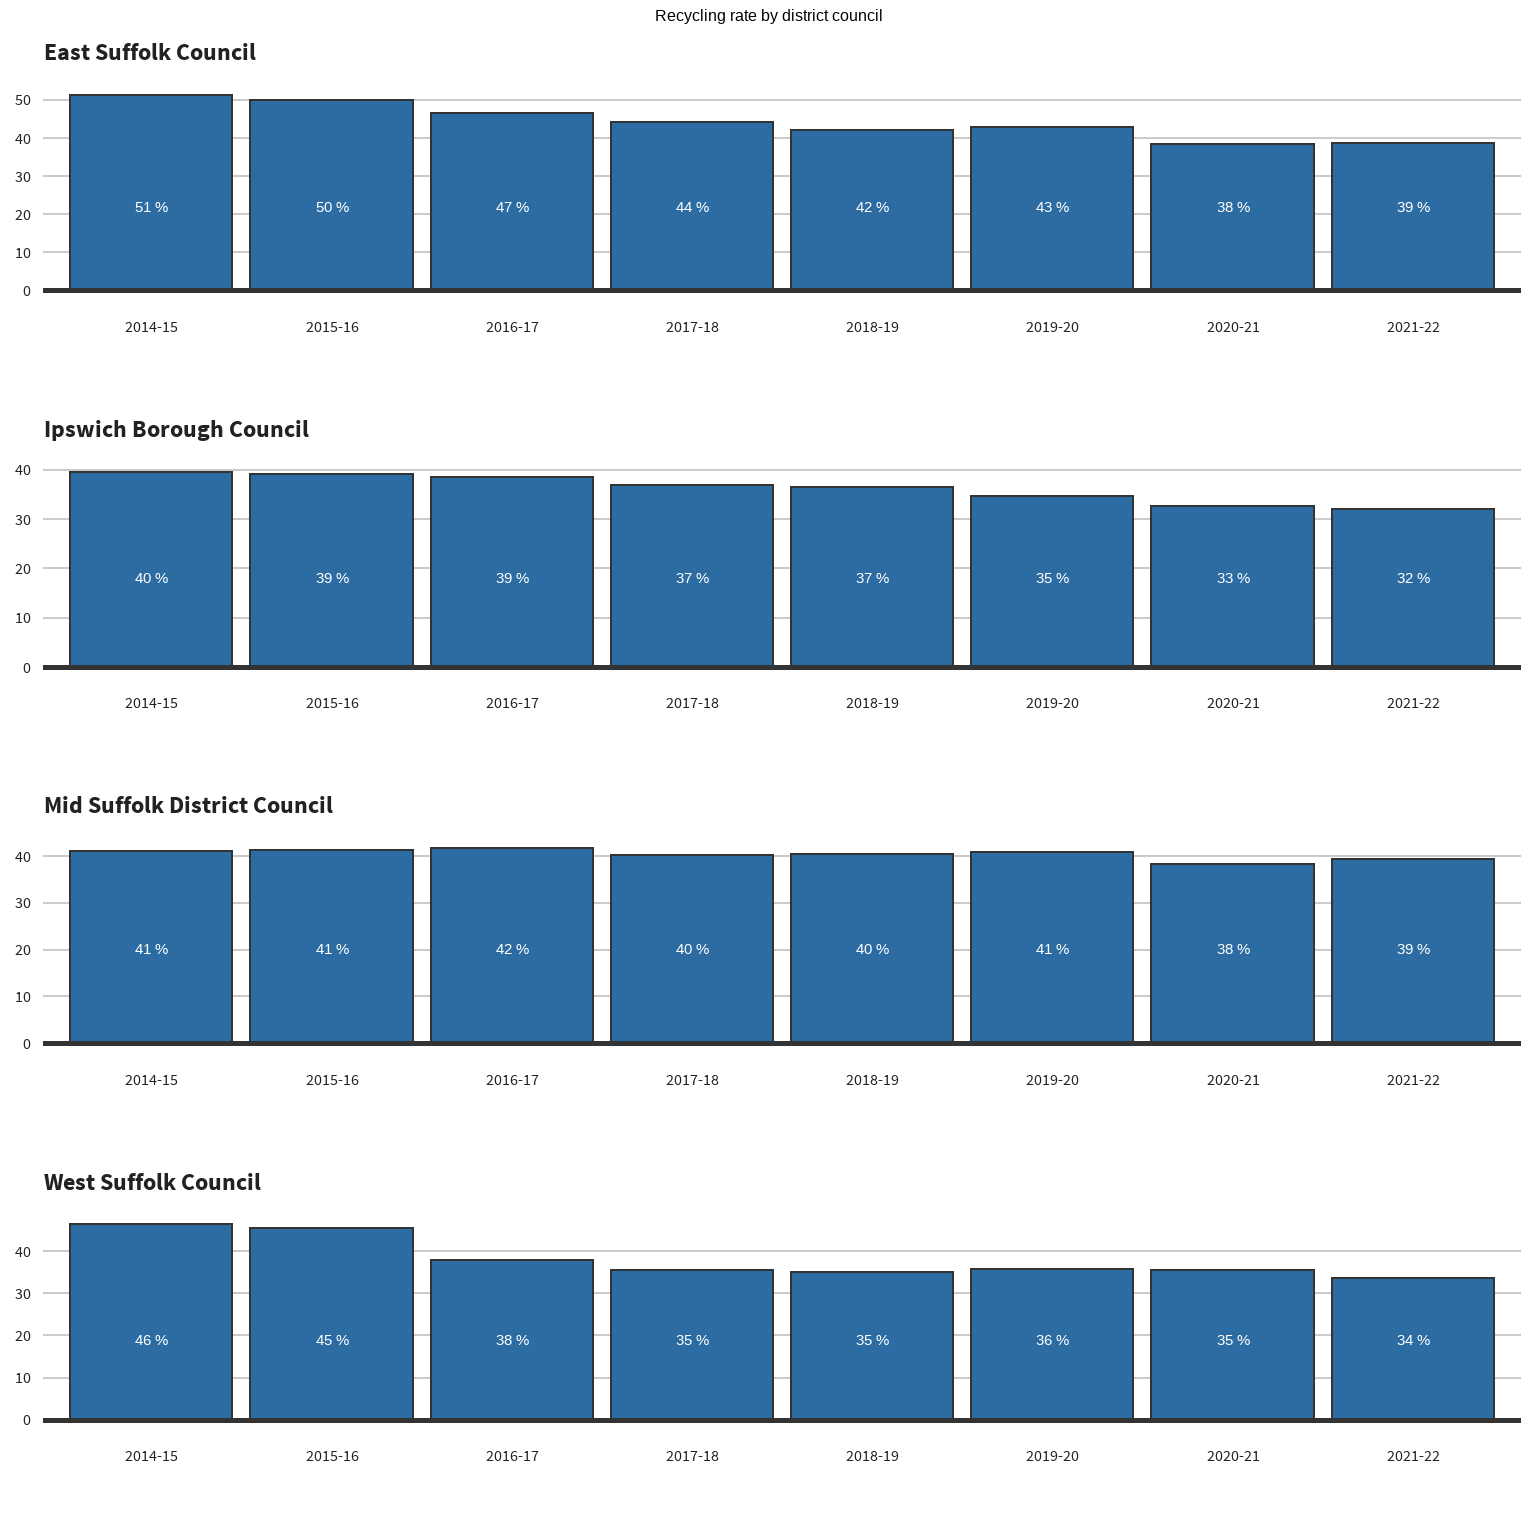 Recycling rate by district council
East Suffolk Council
50
40
30
20
10
0
51 % 50 % 47 % 44 % 42 % 43 % 38 % 39 %
2014-15 2015-16 2016-17 2017-18 2018-19 2019-20 2020-21 2021-22
Ipswich Borough Council
40
30
20
10
0
40 % 39 % 39 % 37 % 37 % 35 % 33 % 32 %
2014-15 2015-16 2016-17 2017-18 2018-19 2019-20 2020-21 2021-22
Mid Suffolk District Council
40
30
20
10
0
41 % 41 % 42 % 40 % 40 % 41 % 38 % 39 %
2014-15 2015-16 2016-17 2017-18 2018-19 2019-20 2020-21 2021-22
West Suffolk Council
40
30
20
10
0
46 % 45 % 38 % 35 % 35 % 36 % 35 % 34 %
2014-15 2015-16 2016-17 2017-18 2018-19 2019-20 2020-21 2021-22